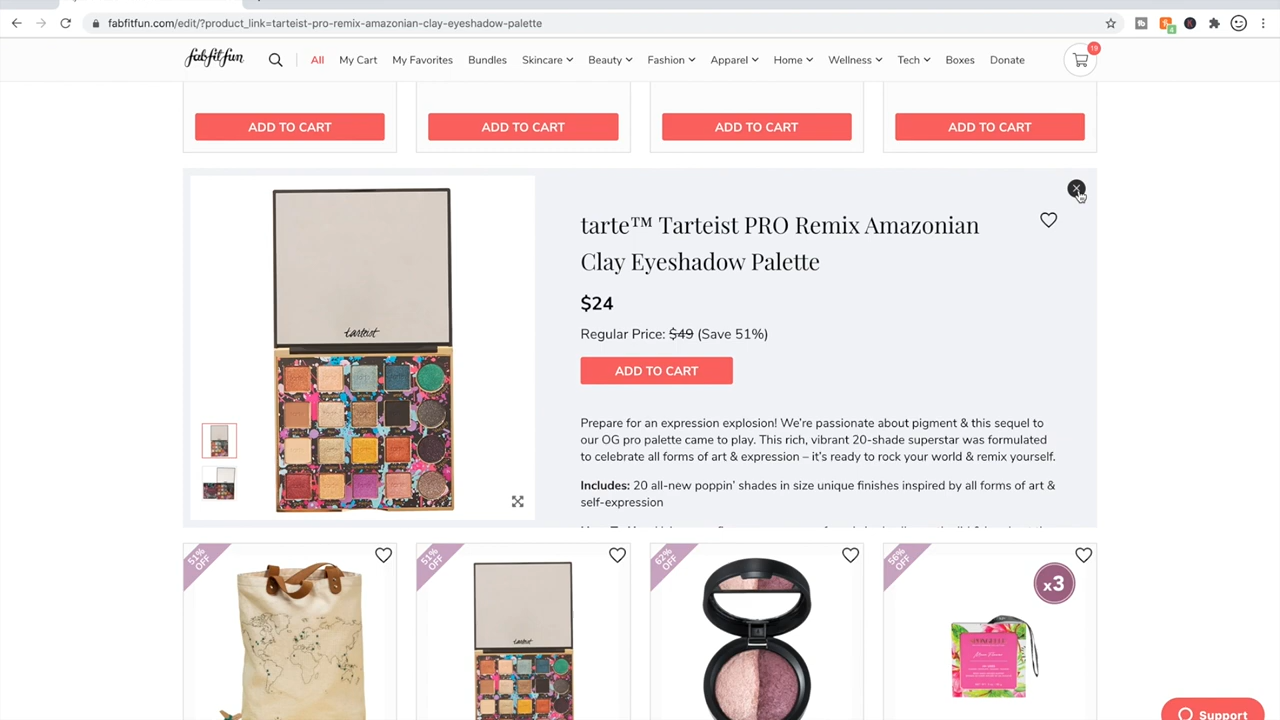 fabfitfun.com/edit/?product_link=tarteist-pro-remix-amazonian-clay-eyeshadow-palette
4
fabfitfun
All
My Cart
My Favorites
Bundles
Skincare
Beauty
Fashion
Apparel
Home
Wellness
Tech
Boxes
Donate
19
ADD TO CART
ADD TO CART
ADD TO CART
ADD TO CART
tarteist
tarte™ Tarteist PRO Remix Amazonian
Clay Eyeshadow Palette
$24
Regular Price: $49 (Save 51%)
ADD TO CART
Prepare for an expression explosion! We're passionate about pigment & this sequel to
our OG pro palette came to play. This rich, vibrant 20-shade superstar was formulated
to celebrate all forms of art & expression – it's ready to rock your world & remix yourself.
Includes: 20 all-new poppin' shades in size unique finishes inspired by all forms of art &
self-expression
51%
OFF
51%
OFF
tarteist
62%
OFF
56%
OFF
x3
SPONGELLÉ
Support